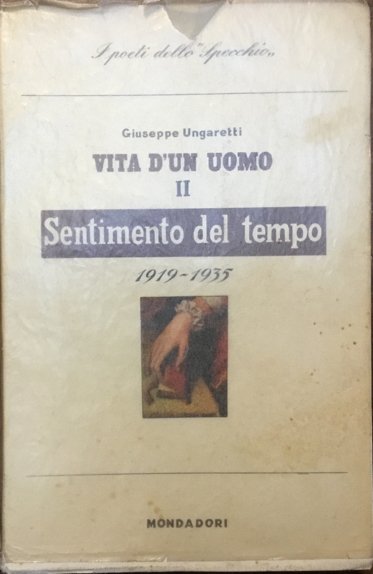 I poeti dello "Specchio„
Giuseppe Ungaretti
VITA D'UN UOMO
II
Sentimento del tempo
1919-1935
MONDADORI